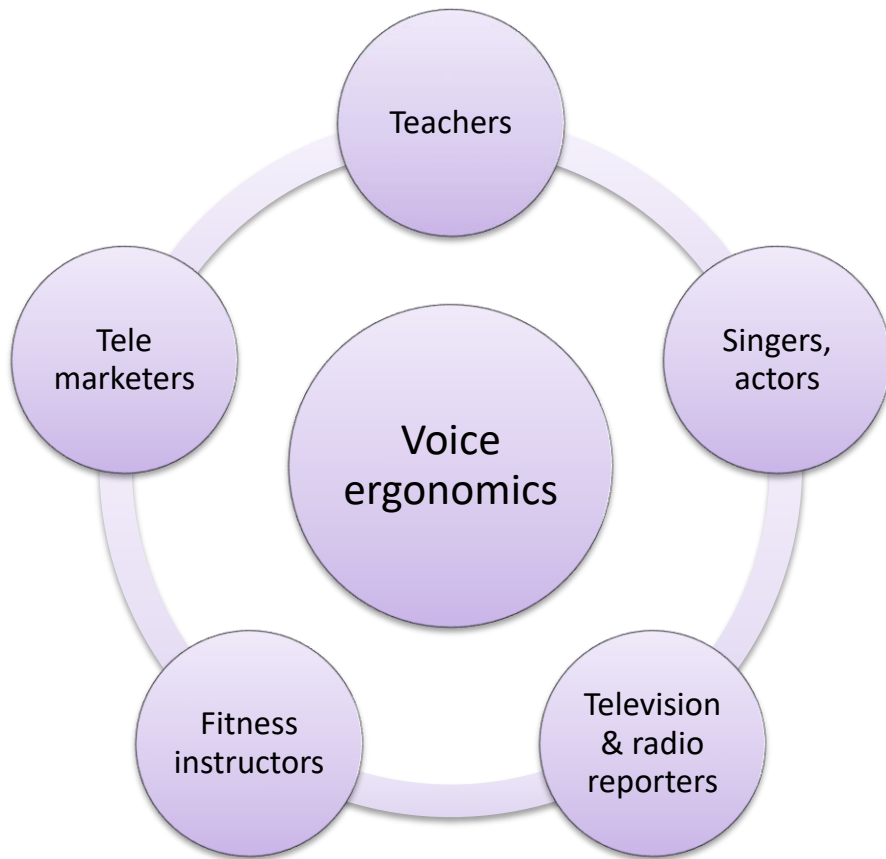 Teachers
Singers,
actors
Television
& radio
reporters
Fitness
instructors
Tele
marketers
Voice
ergonomics